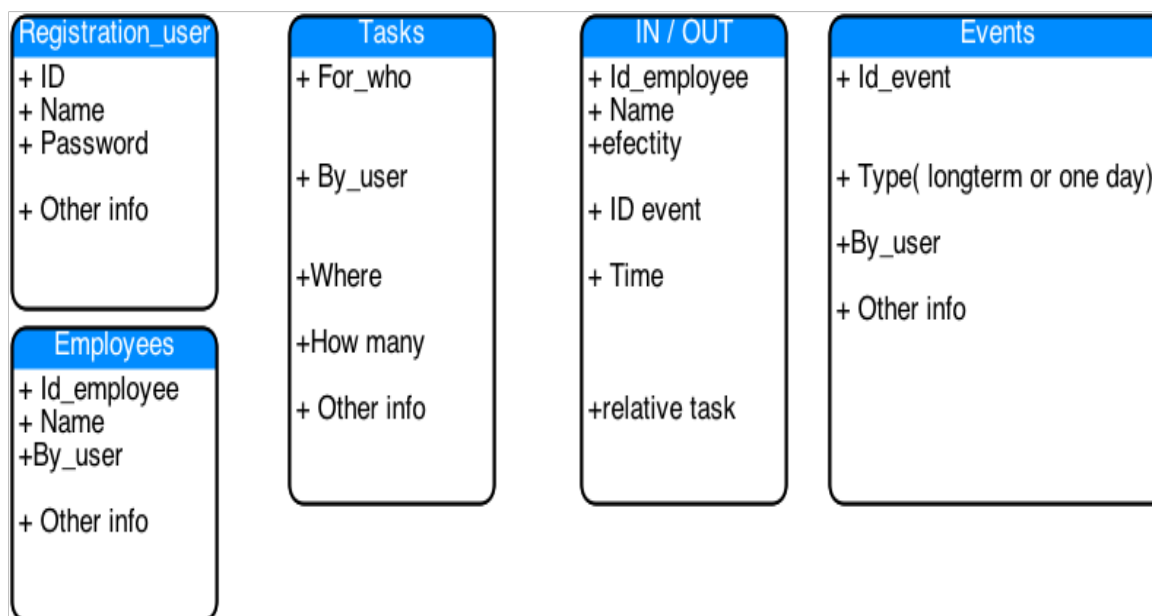 Registration_user
+ ID
+ Name
+ Password
+ Other info
Employees
+ Id_employee
+ Name
+By_user
+ Other info
Tasks
+ For_who
+ By_user
+Where
+How many
+ Other info
IN / OUT
+ Id_employee
+ Name
+efectity
+ ID event
+ Time
+relative task
Events
+ Id_event
+ Type( longterm or one day)
+By_user
+ Other info